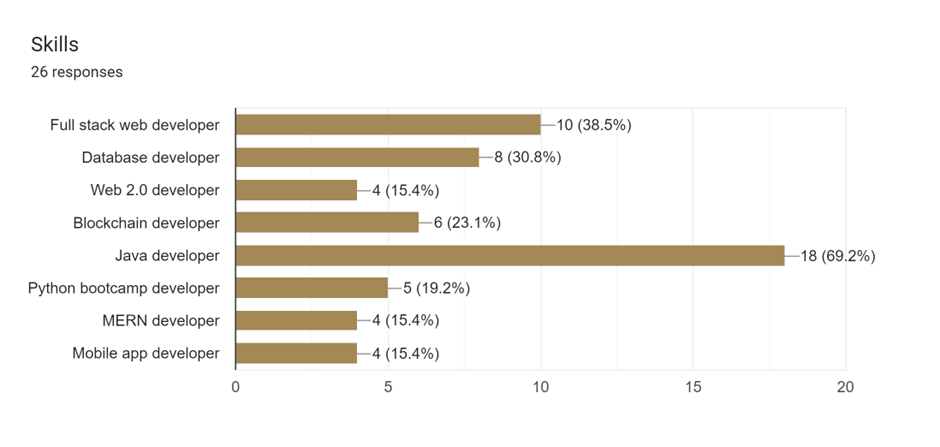 Skills
26 responses
Full stack web developer 10 (38.5%)
Database developer 8 (30.8%)
Web 2.0 developer 4 (15.4%)
Blockchain developer 6 (23.1%)
Java developer 18 (69.2%)
Python bootcamp developer 5 (19.2%)
MERN developer 4 (15.4%)
Mobile app developer 4 (15.4%)
0 5 10 15 20